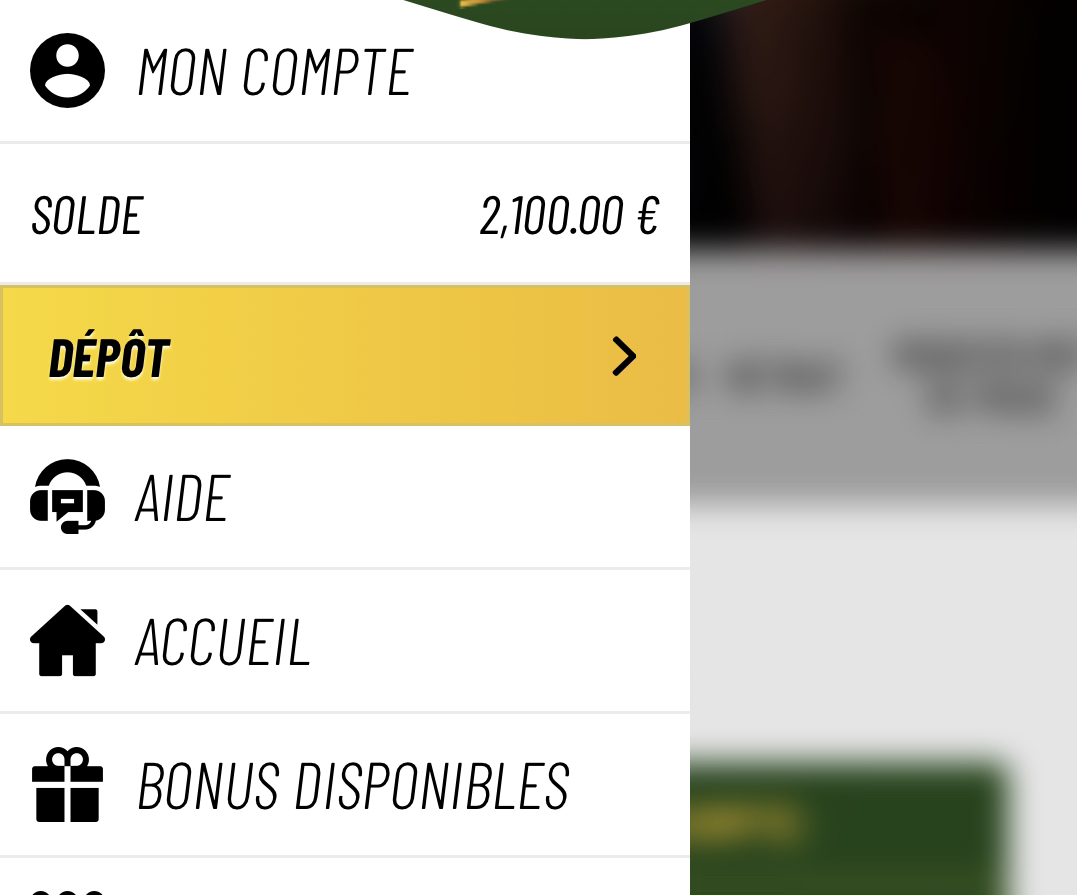 MON COMPTE
SOLDE 2,100.00 €
DÉPÔT
AIDE
ACCUEIL
BONUS DISPONIBLES